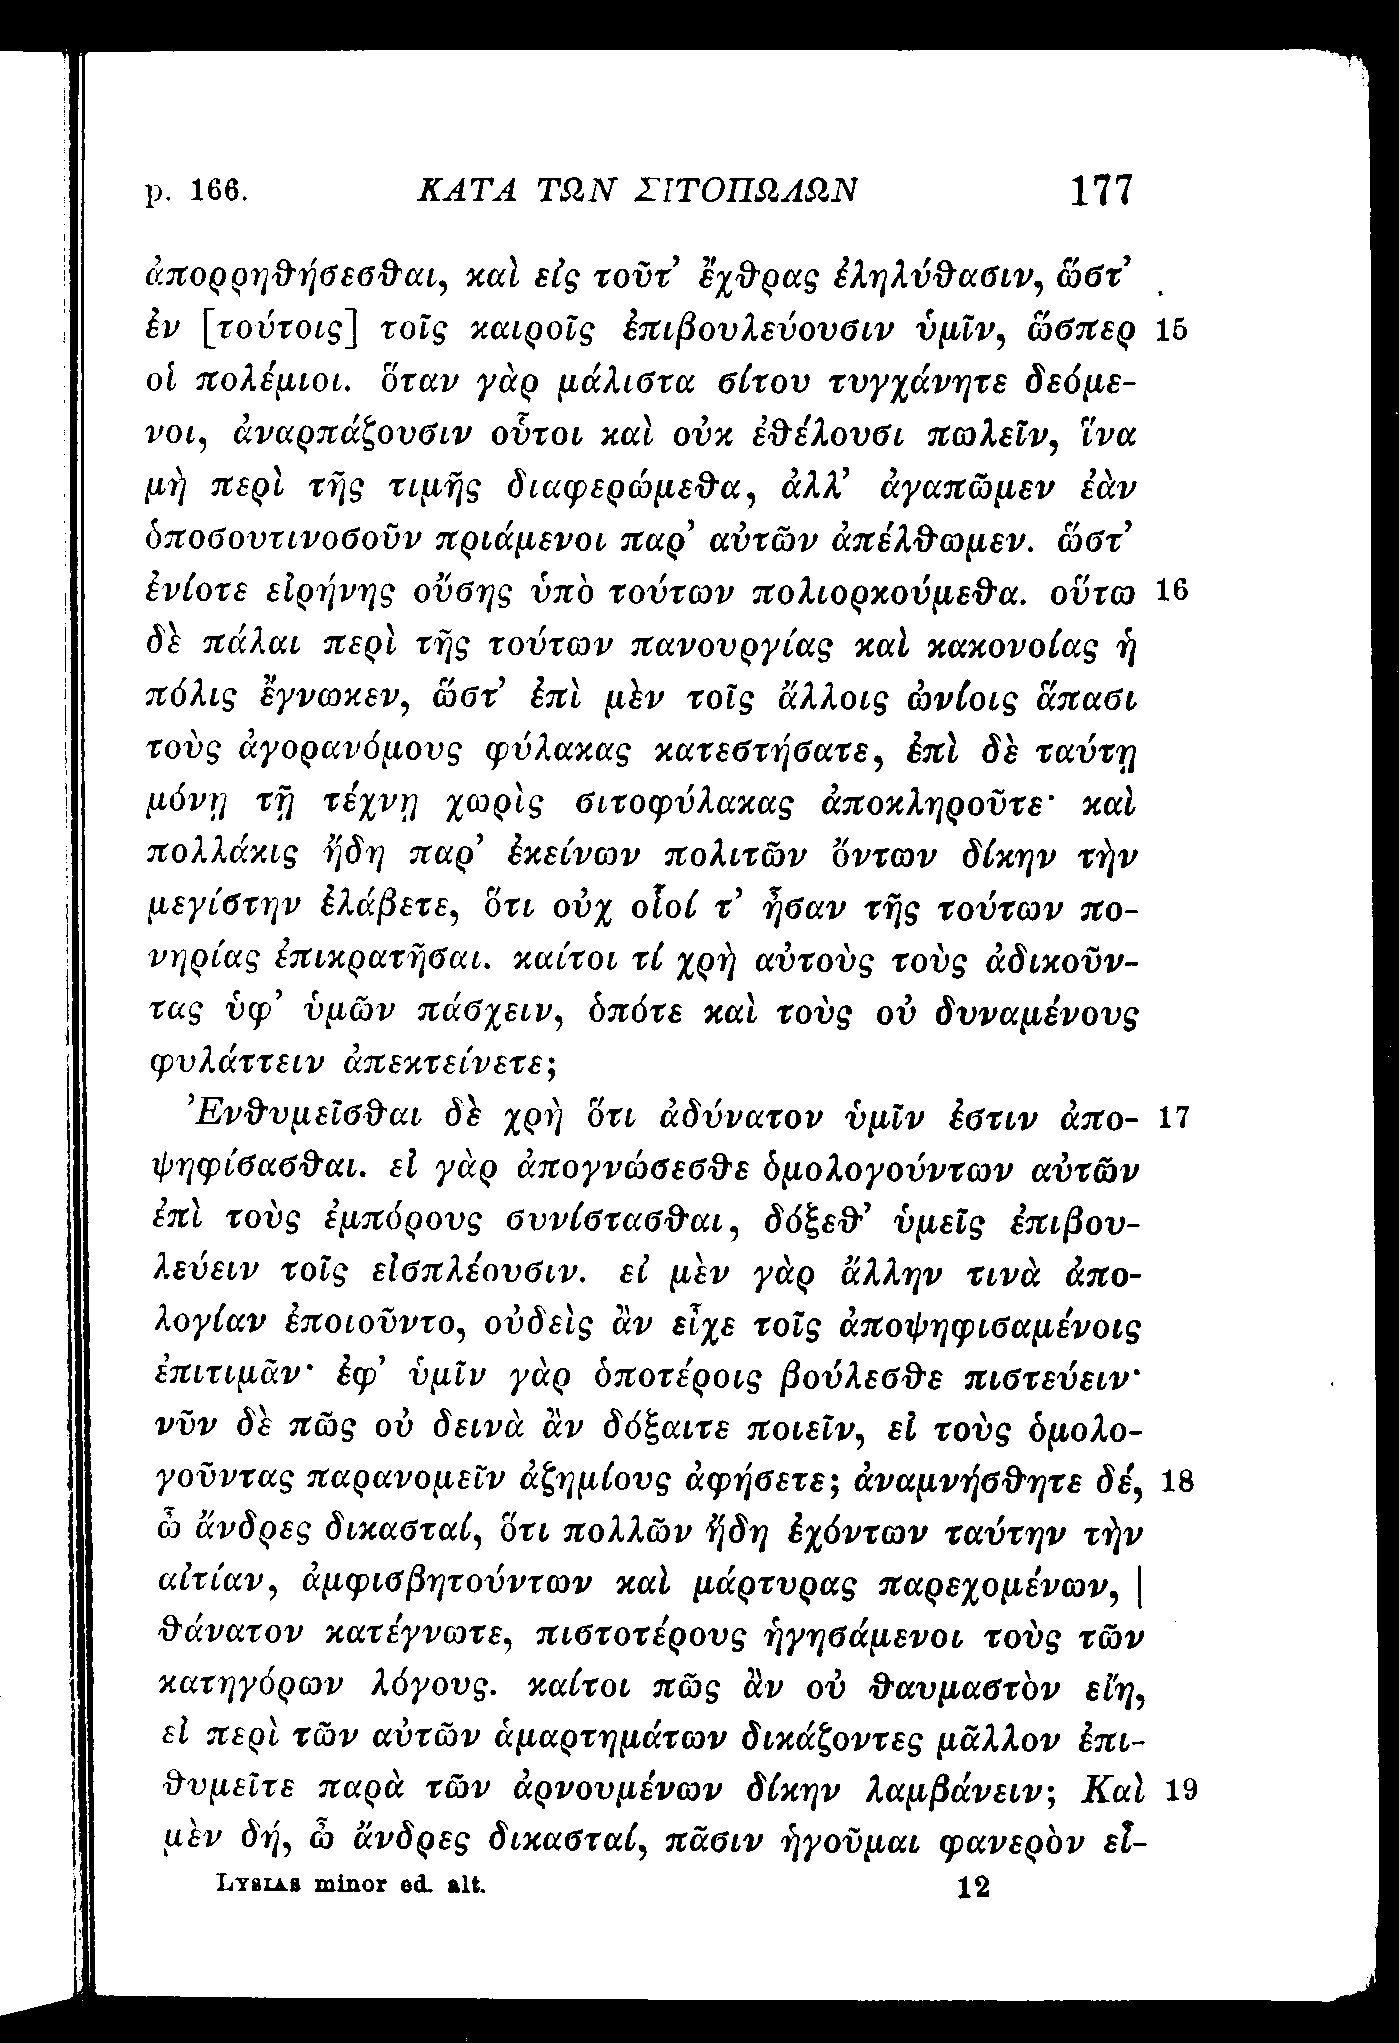 p. 166. ΚΑΤΑ ΤΩΝ ΣΙΤΟΠΩΛΩΝ 177
ἀπορρηθήσεσθαι, καὶ εἰς τοῦτ’ ἔχθρας ἐληλύθασιν, ὥστ’
ἐν [τούτοις] τοῖς καιροῖς ἐπιβουλεύουσιν ὑμῖν, ὥσπερ 15
οἱ πολέμιοι. ὅταν γὰρ μάλιστα σίτου τυγχάνητε δεόμε-
νοι, ἀναρπάζουσιν οὗτοι καὶ οὐκ ἐθέλουσι πωλεῖν, ἵνα
μὴ περὶ τῆς τιμῆς διαφερώμεθα, ἀλλ’ ἀγαπῶμεν ἐὰν
ὁποσουτινοσοῦν πριάμενοι παρ’ αὐτῶν ἀπέλθωμεν. ὥστ’
ἐνίοτε εἰρήνης οὔσης ὑπὸ τούτων πολιορκούμεθα. οὕτω 16
δὲ πάλαι περὶ τῆς τούτων πανουργίας καὶ κακονοίας ἡ
πόλις ἔγνωκεν, ὥστ’ ἐπὶ μὲν τοῖς ἄλλοις ὠνίοις ἅπασι
τοὺς ἀγορανόμους φύλακας κατεστήσατε, ἐπὶ δὲ ταύτῃ
μόνῃ τῇ τέχνῃ χωρὶς σιτοφύλακας ἀποκληροῦτε· καὶ
πολλάκις ἤδη παρ’ ἐκείνων πολιτῶν ὄντων δίκην τὴν
μεγίστην ἐλάβετε, ὅτι οὐχ οἷοί τ’ ἦσαν τῆς τούτων πο-
νηρίας ἐπικρατῆσαι. καίτοι τί χρὴ αὐτοὺς τοὺς ἀδικοῦν-
τας ὑφ’ ὑμῶν πάσχειν, ὁπότε καὶ τοὺς οὐ δυναμένους
φυλάττειν ἀπεκτείνετε;
Ἐνθυμεῖσθαι δὲ χρὴ ὅτι ἀδύνατον ὑμῖν ἐστιν ἀπο- 17
ψηφίσασθαι. εἰ γὰρ ἀπογνώσεσθε ὁμολογούντων αὐτῶν
ἐπὶ τοὺς ἐμπόρους συνίστασθαι, δόξεθ’ ὑμεῖς ἐπιβου-
λεύειν τοῖς εἰσπλέουσιν. εἰ μὲν γὰρ ἄλλην τινὰ ἀπο-
λογίαν ἐποιοῦντο, οὐδεὶς ἂν εἶχε τοῖς ἀποψηφισαμένοις
ἐπιτιμᾶν· ἐφ’ ὑμῖν γὰρ ὁποτέροις βούλεσθε πιστεύειν·
νῦν δὲ πῶς οὐ δεινὰ ἂν δόξαιτε ποιεῖν, εἰ τοὺς ὁμολο-
γοῦντας παρανομεῖν ἀζημίους ἀφήσετε; ἀναμνήσθητε δέ, 18
ὦ ἄνδρες δικασταί, ὅτι πολλῶν ἤδη ἐχόντων ταύτην τὴν
αἰτίαν, ἀμφισβητούντων καὶ μάρτυρας παρεχομένων, |
θάνατον κατέγνωτε, πιστοτέρους ἡγησάμενοι τοὺς τῶν
κατηγόρων λόγους. καίτοι πῶς ἂν οὐ θαυμαστὸν εἴη,
εἰ περὶ τῶν αὐτῶν ἁμαρτημάτων δικάζοντες μᾶλλον ἐπι-
θυμεῖτε παρὰ τῶν ἀρνουμένων δίκην λαμβάνειν; Καὶ 19
μὲν δή, ὦ ἄνδρες δικασταί, πᾶσιν ἡγοῦμαι φανερὸν εἶ-
LYSIAS minor ed. alt. 12